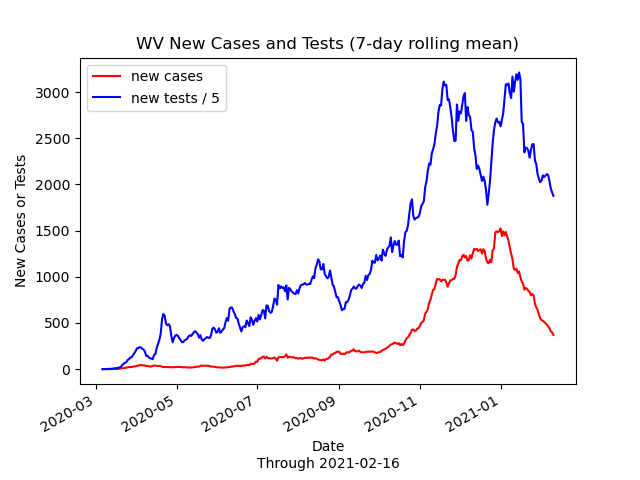 WV New Cases and Tests (7-day rolling mean)
new cases
new tests / 5
New Cases or Tests
3000
2500
2000
1500
1000
500
0
2020-03
2020-05
2020-07
2020-09
2020-11
2021-01
Date
Through 2021-02-16